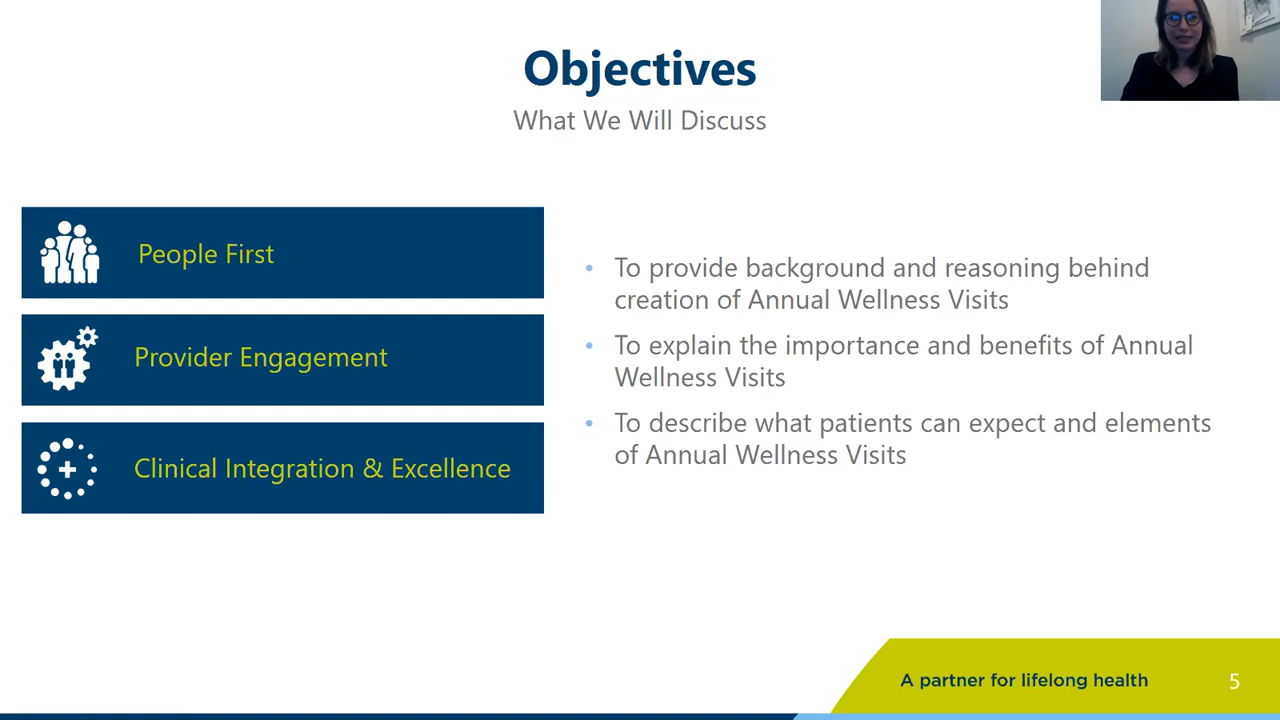 Objectives
What We Will Discuss
People First
Provider Engagement
Clinical Integration & Excellence
• To provide background and reasoning behind
creation of Annual Wellness Visits
• To explain the importance and benefits of Annual
Wellness Visits
• To describe what patients can expect and elements
of Annual Wellness Visits
A partner for lifelong health
5